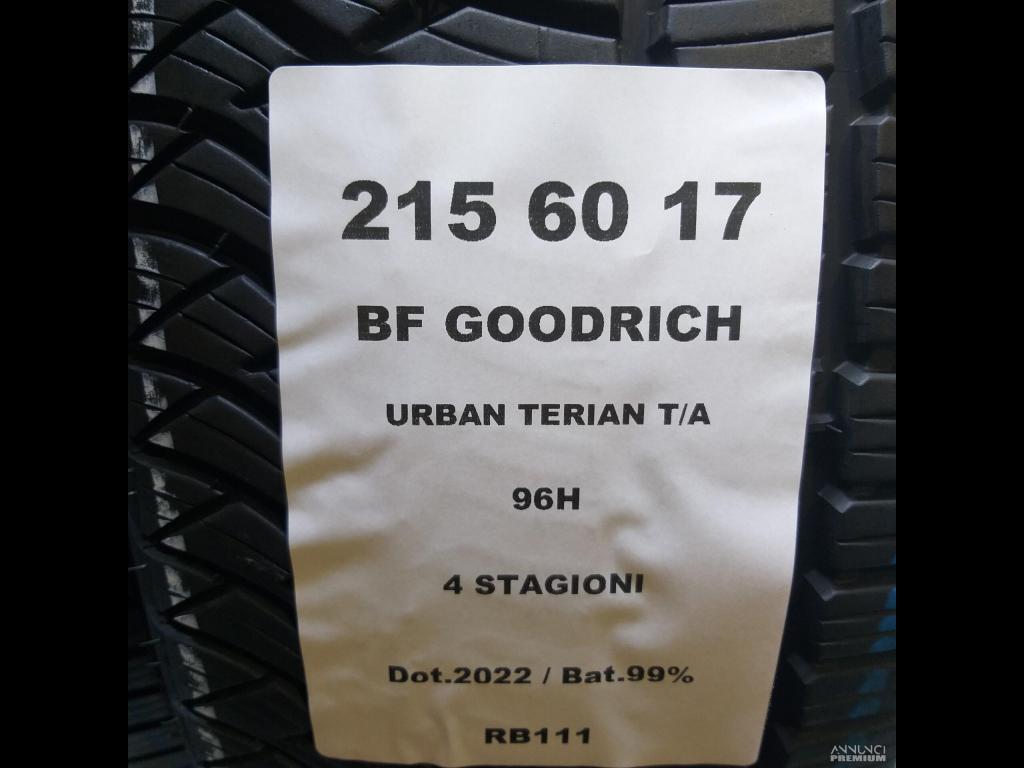 215 60 17
BF GOODRICH
URBAN TERIAN T/A
96H
4 STAGIONI
Dot.2022 / Bat.99%
RB111
ANNUNCI
PREMIUM